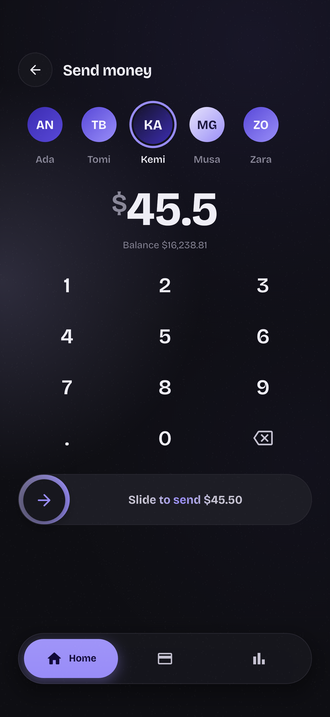 Send money
AN TB KA MG ZO
Ada Tomi Kemi Musa Zara
$45.5
Balance $16,238.81
1 2 3
4 5 6
7 8 9
. 0
Slide to send $45.50
Home